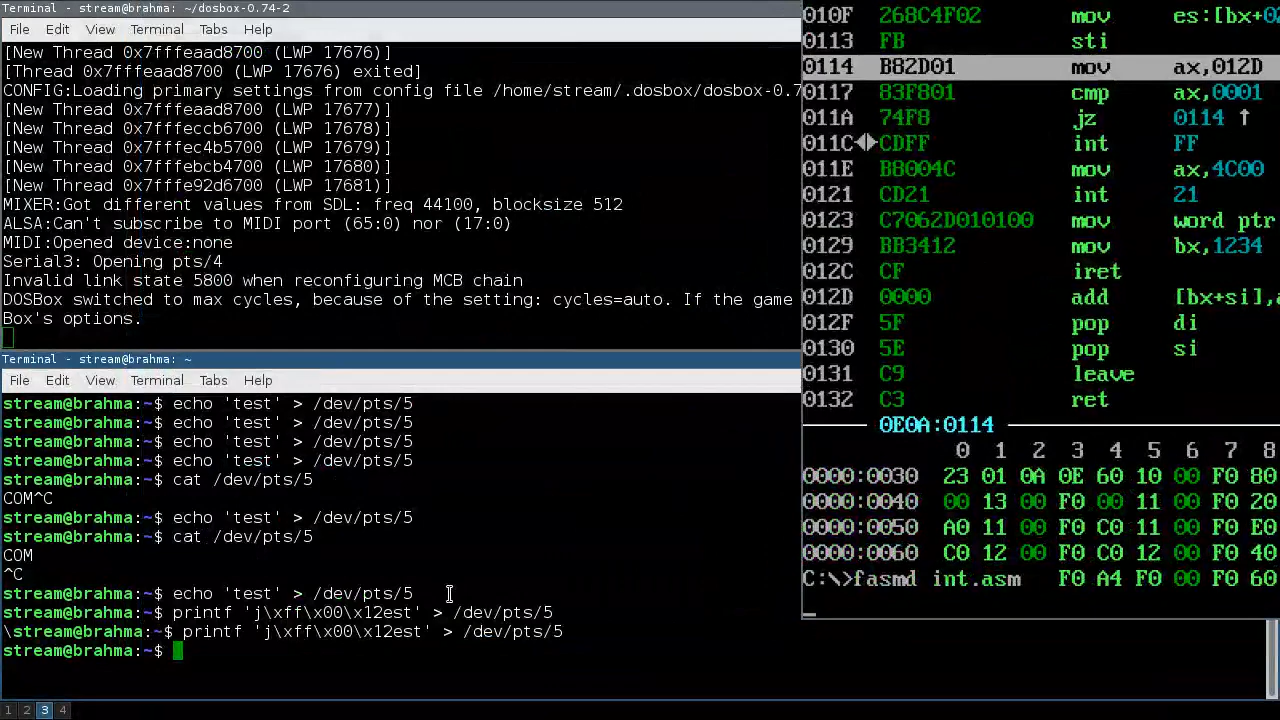 Terminal - stream@brahma: ~/dosbox-0.74-2
File Edit View Terminal Tabs Help
[New Thread 0x7fffeaad8700 (LWP 17676)]
[Thread 0x7fffeaad8700 (LWP 17676) exited]
CONFIG:Loading primary settings from config file /home/stream/.dosbox/dosbox-0.7
[New Thread 0x7fffeaad8700 (LWP 17677)]
[New Thread 0x7fffeccb6700 (LWP 17678)]
[New Thread 0x7fffec4b5700 (LWP 17679)]
[New Thread 0x7fffebcb4700 (LWP 17680)]
[New Thread 0x7fffe92d6700 (LWP 17681)]
MIXER:Got different values from SDL: freq 44100, blocksize 512
ALSA:Can't subscribe to MIDI port (65:0) nor (17:0)
MIDI:Opened device:none
Serial3: Opening pts/4
Invalid link state 5800 when reconfiguring MCB chain
DOSBox switched to max cycles, because of the setting: cycles=auto. If the game
Box's options.
Terminal - stream@brahma: ~
File Edit View Terminal Tabs Help
stream@brahma:~$ echo 'test' > /dev/pts/5
stream@brahma:~$ echo 'test' > /dev/pts/5
stream@brahma:~$ echo 'test' > /dev/pts/5
stream@brahma:~$ echo 'test' > /dev/pts/5
stream@brahma:~$ cat /dev/pts/5
COM^C
stream@brahma:~$ echo 'test' > /dev/pts/5
stream@brahma:~$ cat /dev/pts/5
COM
^C
stream@brahma:~$ echo 'test' > /dev/pts/5
stream@brahma:~$ printf 'j\xff\x00\x12est' > /dev/pts/5
\stream@brahma:~$ printf 'j\xff\x00\x12est' > /dev/pts/5
stream@brahma:~$
1 2 3 4
010F 268C4F02 mov es:[bx+02
0113 FB sti
0114 B82D01 mov ax,012D
0117 83F801 cmp ax,0001
011A 74F8 jz 0114 ↑
011C CDFF int FF
011E B8004C mov ax,4C00
0121 CD21 int 21
0123 C7062D010100 mov word ptr
0129 BB3412 mov bx,1234
012C CF iret
012D 0000 add [bx+si],a
012F 5F pop di
0130 5E pop si
0131 C9 leave
0132 C3 ret
0E0A:0114
0 1 2 3 4 5 6 7 8
0000:0030 23 01 0A 0E 60 10 00 F0 80
0000:0040 00 13 00 F0 00 11 00 F0 20
0000:0050 A0 11 00 F0 C0 11 00 F0 E0
0000:0060 C0 12 00 F0 C0 12 00 F0 40
C:\>fasmd int.asm F0 A4 F0 00 F0 60